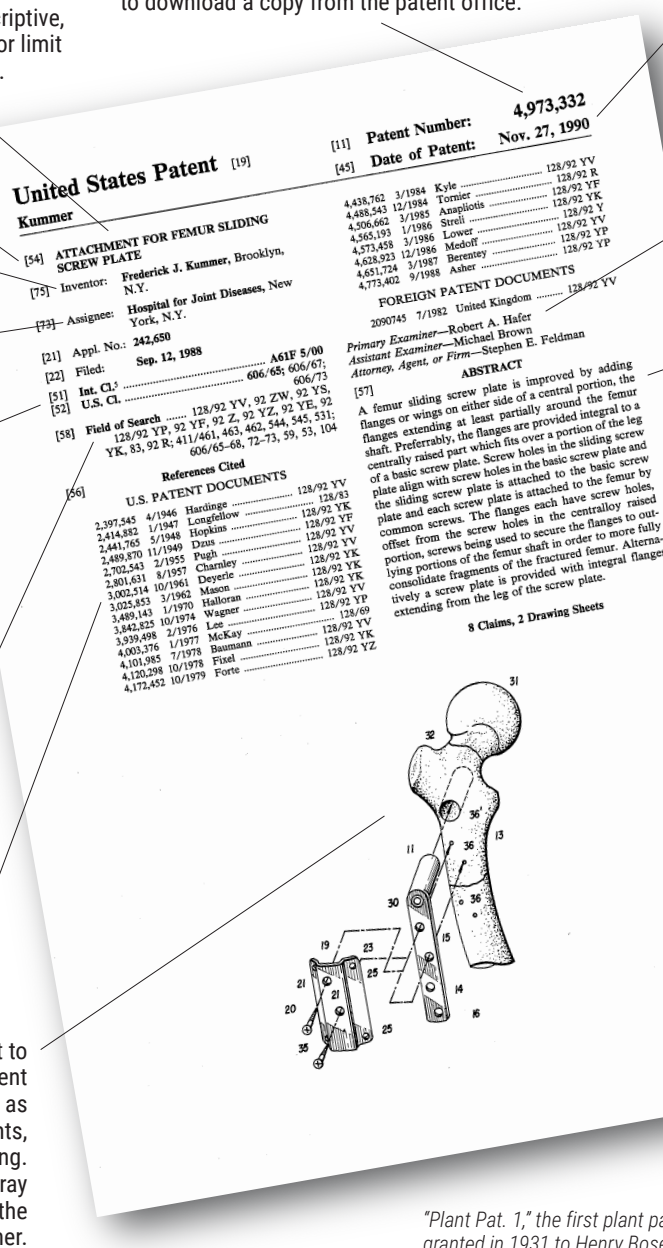 to download a copy from the patent office.
criptive,
or limit
.
United States Patent [19]
Kummer
[11] Patent Number: 4,973,332
[45] Date of Patent: Nov. 27, 1990
[54] ATTACHMENT FOR FEMUR SLIDING
SCREW PLATE
[75] Inventor: Frederick J. Kummer, Brooklyn,
N.Y.
[73] Assignee: Hospital for Joint Diseases, New
York, N.Y.
[21] Appl. No.: 242,650
[22] Filed: Sep. 12, 1988
[51] Int. Cl.⁵ ........ A61F 5/00
[52] U.S. Cl. ........ 606/65; 606/67;
606/73
[58] Field of Search ...... 128/92 YV, 92 ZW, 92 YS,
128/92 YP, 92 YF, 92 Z, 92 YZ, 92 YE, 92
YK, 83, 92 R; 411/461, 463, 462, 544, 545, 531;
606/65-68, 72-73, 59, 53, 104
[56] References Cited
U.S. PATENT DOCUMENTS
2,397,545 4/1946 Hardinge ........ 128/92 YV
2,414,882 1/1947 Longfellow ........ 128/83
2,441,765 5/1948 Hopkins ........ 128/92 YK
2,489,870 11/1949 Dzus ........ 128/92 YF
2,702,543 2/1955 Pugh ........ 128/92 YV
2,801,631 8/1957 Charnley ........ 128/92 YV
3,002,514 10/1961 Deyerle ........ 128/92 YK
3,025,853 3/1962 Mason ........ 128/92 YK
3,489,143 1/1970 Halloran ........ 128/92 YK
3,842,825 10/1974 Wagner ........ 128/92 YV
3,939,498 2/1976 Lee ........ 128/92 YP
4,003,376 1/1977 McKay ........ 128/69
4,101,985 7/1978 Baumann ........ 128/92 YV
4,120,298 10/1978 Fixel ........ 128/92 YK
4,172,452 10/1979 Forte ........ 128/92 YZ
4,438,762 3/1984 Kyle ........ 128/92 YV
4,488,543 12/1984 Tornier ........ 128/92 R
4,506,662 3/1985 Anapliotis ........ 128/92 YF
4,565,193 1/1986 Streli ........ 128/92 YK
4,573,458 3/1986 Lower ........ 128/92 Y
4,628,923 12/1986 Medoff ........ 128/92 YV
4,651,724 3/1987 Berentey ........ 128/92 YP
4,773,402 9/1988 Asher ........ 128/92 YP
FOREIGN PATENT DOCUMENTS
2090745 7/1982 United Kingdom ........ 128/92 YV
Primary Examiner—Robert A. Hafer
Assistant Examiner—Michael Brown
Attorney, Agent, or Firm—Stephen E. Feldman
[57] ABSTRACT
A femur sliding screw plate is improved by adding
flanges or wings on either side of a central portion, the
flanges extending at least partially around the femur
shaft. Preferrably, the flanges are provided integral to a
centrally raised part which fits over a portion of the leg
of a basic screw plate. Screw holes in the sliding screw
plate align with screw holes in the basic screw plate and
the sliding screw plate is attached to the basic screw
plate and each screw plate is attached to the femur by
common screws. The flanges each have screw holes,
offset from the screw holes in the centralloy raised
portion, screws being used to secure the flanges to out-
lying portions of the femur shaft in order to more fully
consolidate fragments of the fractured femur. Alterna-
tively a screw plate is provided with integral flanges
extending from the leg of the screw plate.
8 Claims, 2 Drawing Sheets
31
32
36'
13
11
36
30
36
19
23
15
21
25
21
14
20
16
25
35
t to
ent
as
nts,
ng.
ray
the
ner.
"Plant Pat. 1," the first plant pa
granted in 1931 to Henry Bose